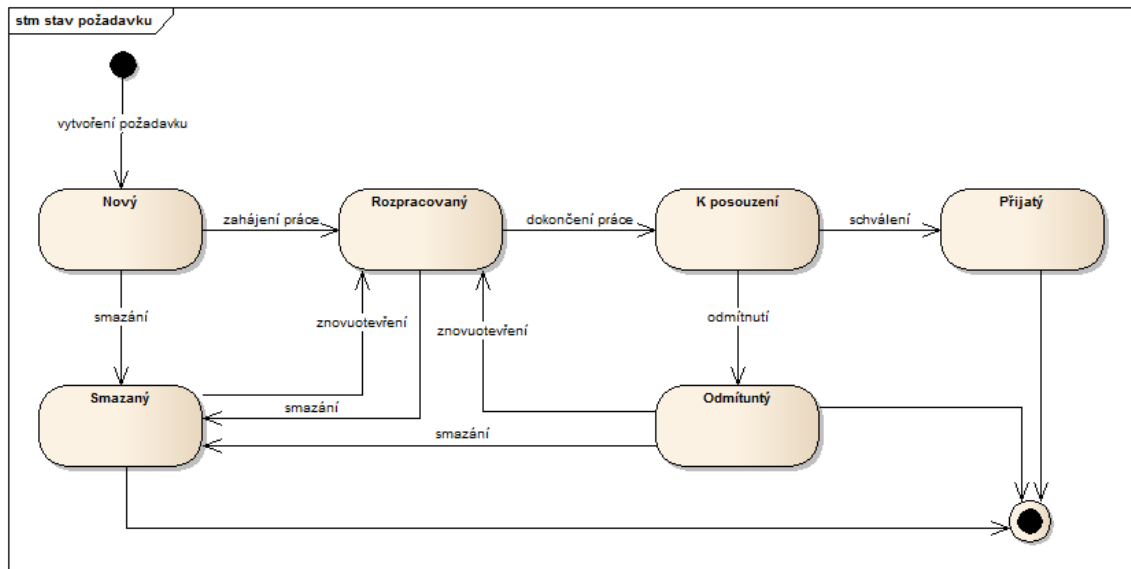 stm stav požadavku
vytvoření požadavku
Nový
zahájení práce
Rozpracovaný
dokončení práce
K posouzení
schválení
Přijatý
smazání
znovuotevření
znovuotevření
odmítnutí
Smazaný
smazání
Odmítuntý
smazání